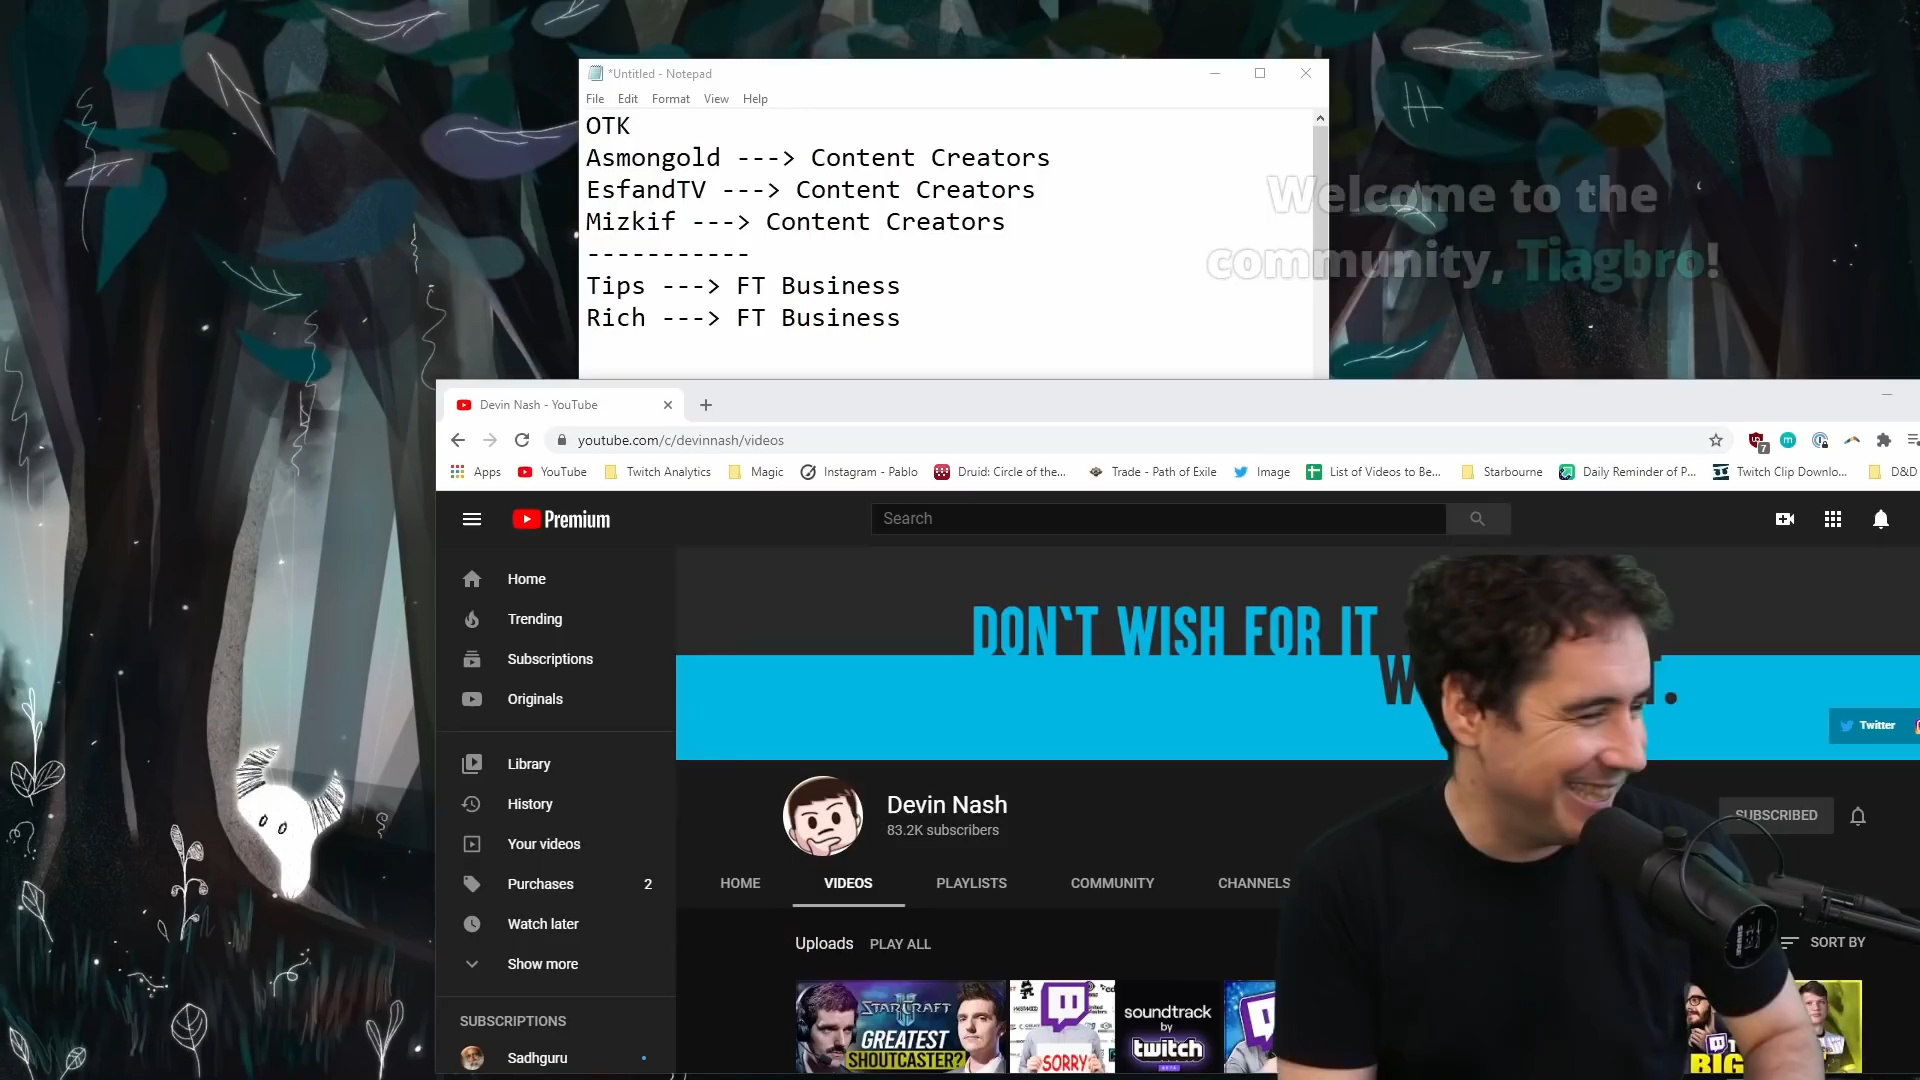 *Untitled - Notepad
File Edit Format View Help
OTK
Asmongold ---> Content Creators
EsfandTV ---> Content Creators
Mizkif ---> Content Creators
-----------
Tips ---> FT Business
Rich ---> FT Business
Welcome to the
community, Tiagbro!
Devin Nash - YouTube
youtube.com/c/devinnash/videos
7
Apps YouTube Twitch Analytics Magic Instagram - Pablo Druid: Circle of the... Trade - Path of Exile Image List of Videos to Be... Starbourne Daily Reminder of P... Twitch Clip Downlo... D&D
Premium
Search
Home
Trending
Subscriptions
Originals
Library
History
Your videos
Purchases 2
Watch later
Show more
SUBSCRIPTIONS
Sadhguru
DON'T WISH FOR IT
W
Twitter
Devin Nash
83.2K subscribers
SUBSCRIBED
HOME VIDEOS PLAYLISTS COMMUNITY CHANNELS
Uploads PLAY ALL
SORT BY
STARCRAFT
GREATEST
SHOUTCASTER?
SORRY
soundtrack
by
twitch
BETA
BIG
SHURE